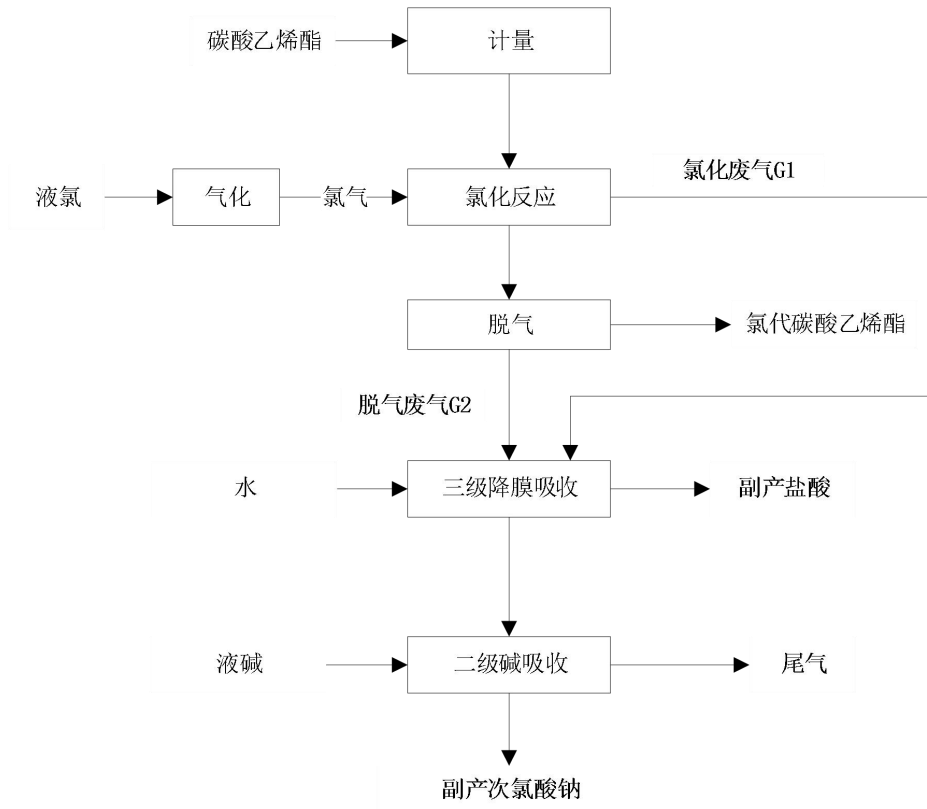 碳酸乙烯酯
计量
氯化废气G1
液氯
气化
氯气
氯化反应
脱气
氯代碳酸乙烯酯
脱气废气G2
水
三级降膜吸收
副产盐酸
液碱
二级碱吸收
尾气
副产次氯酸钠